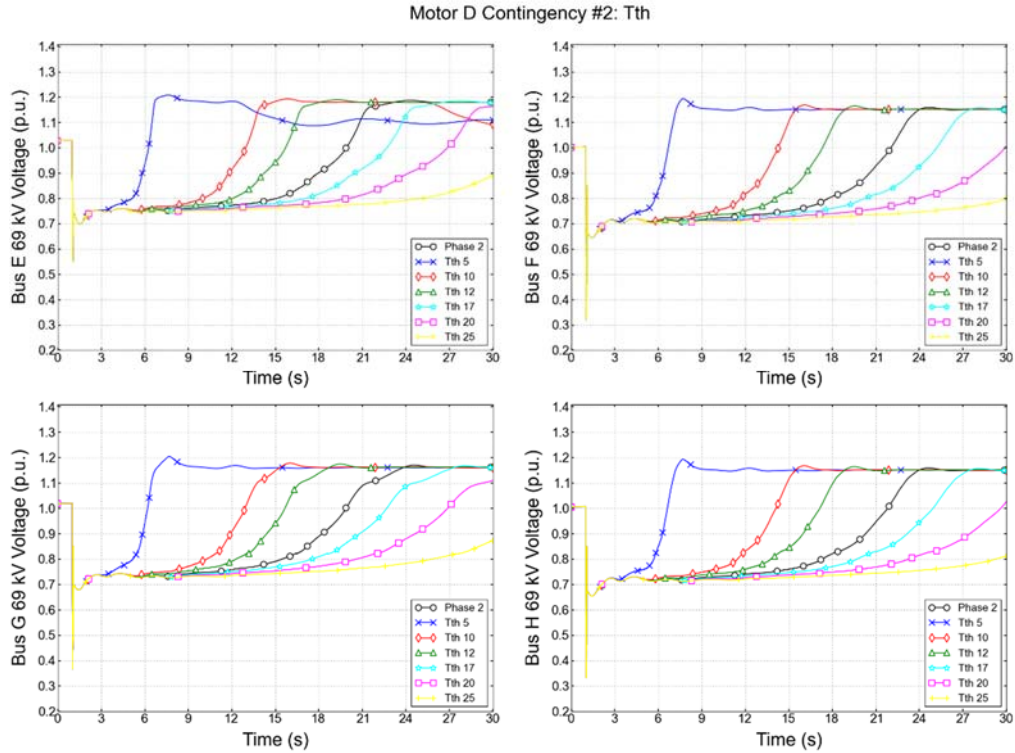 Motor D Contingency #2: Tth
1.4
1.3
1.2
1.1
1.0
0.9
0.8
0.7
0.6
0.5
0.4
0.3
0.2
Bus E 69 kV Voltage (p.u.)
Phase 2
Tth 5
Tth 10
Tth 12
Tth 17
Tth 20
Tth 25
0 3 6 9 12 15 18 21 24 27 30
Time (s)
1.4
1.3
1.2
1.1
1.0
0.9
0.8
0.7
0.6
0.5
0.4
0.3
0.2
Bus F 69 kV Voltage (p.u.)
Phase 2
Tth 5
Tth 10
Tth 12
Tth 17
Tth 20
Tth 25
0 3 6 9 12 15 18 21 24 27 30
Time (s)
1.4
1.3
1.2
1.1
1.0
0.9
0.8
0.7
0.6
0.5
0.4
0.3
0.2
Bus G 69 kV Voltage (p.u.)
Phase 2
Tth 5
Tth 10
Tth 12
Tth 17
Tth 20
Tth 25
0 3 6 9 12 15 18 21 24 27 30
Time (s)
1.4
1.3
1.2
1.1
1.0
0.9
0.8
0.7
0.6
0.5
0.4
0.3
0.2
Bus H 69 kV Voltage (p.u.)
Phase 2
Tth 5
Tth 10
Tth 12
Tth 17
Tth 20
Tth 25
0 3 6 9 12 15 18 21 24 27 30
Time (s)